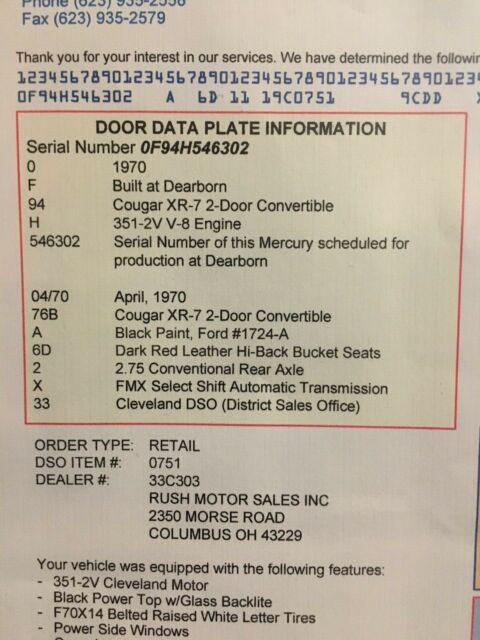 Phone (623) 935-2558
Fax (623) 935-2579
Thank you for your interest in our services. We have determined the
1234567890123456789012345678901234567890123456789012
0F94H546302 A 6D 11 19C0751 9CDD
DOOR DATA PLATE INFORMATION
Serial Number 0F94H546302
0 1970
F Built at Dearborn
94 Cougar XR-7 2-Door Convertible
H 351-2V V-8 Engine
546302 Serial Number of this Mercury scheduled for
production at Dearborn
04/70 April, 1970
76B Cougar XR-7 2-Door Convertible
A Black Paint, Ford #1724-A
6D Dark Red Leather Hi-Back Bucket Seats
2 2.75 Conventional Rear Axle
X FMX Select Shift Automatic Transmission
33 Cleveland DSO (District Sales Office)
ORDER TYPE: RETAIL
DSO ITEM #: 0751
DEALER #: 33C303
RUSH MOTOR SALES INC
2350 MORSE ROAD
COLUMBUS OH 43229
Your vehicle was equipped with the following features:
- 351-2V Cleveland Motor
- Black Power Top w/Glass Backlite
- F70X14 Belted Raised White Letter Tires
- Power Side Windows